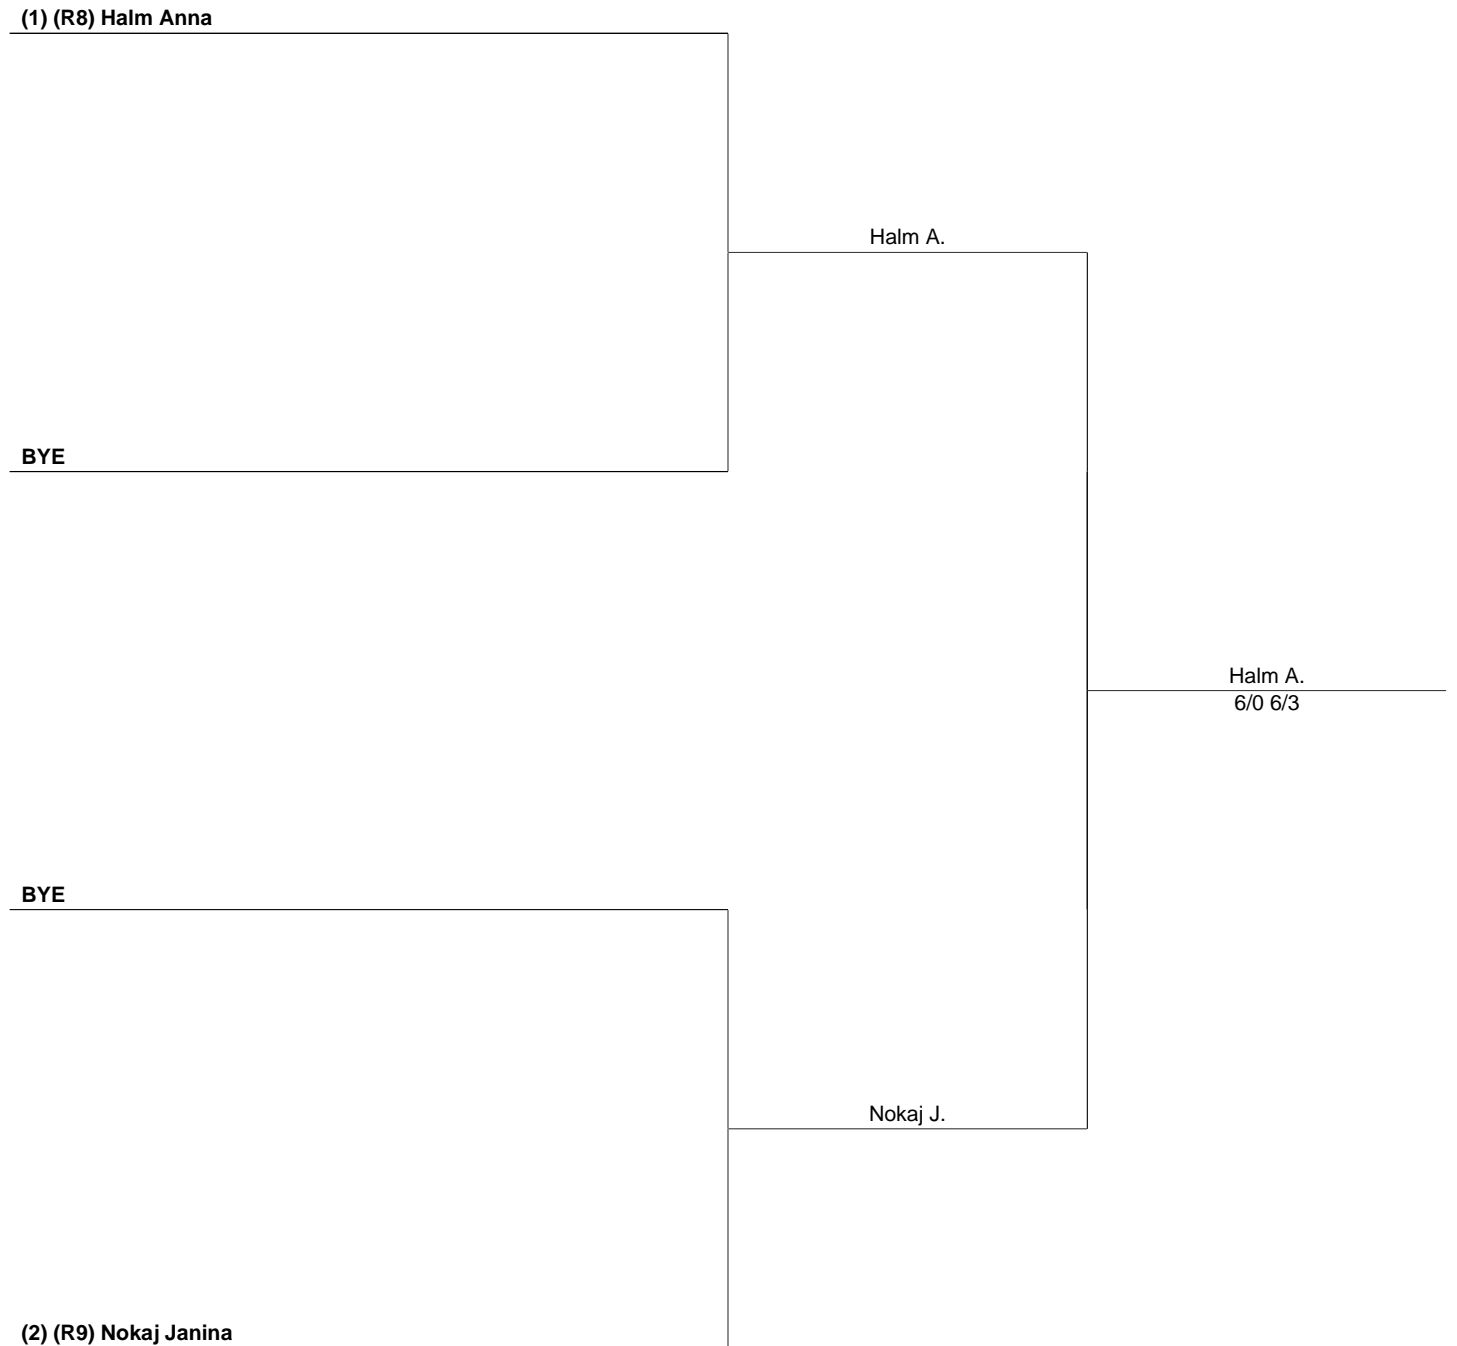 (1) (R8) Halm Anna
Halm A.
BYE
Halm A.
6/0 6/3
BYE
Nokaj J.
(2) (R9) Nokaj Janina